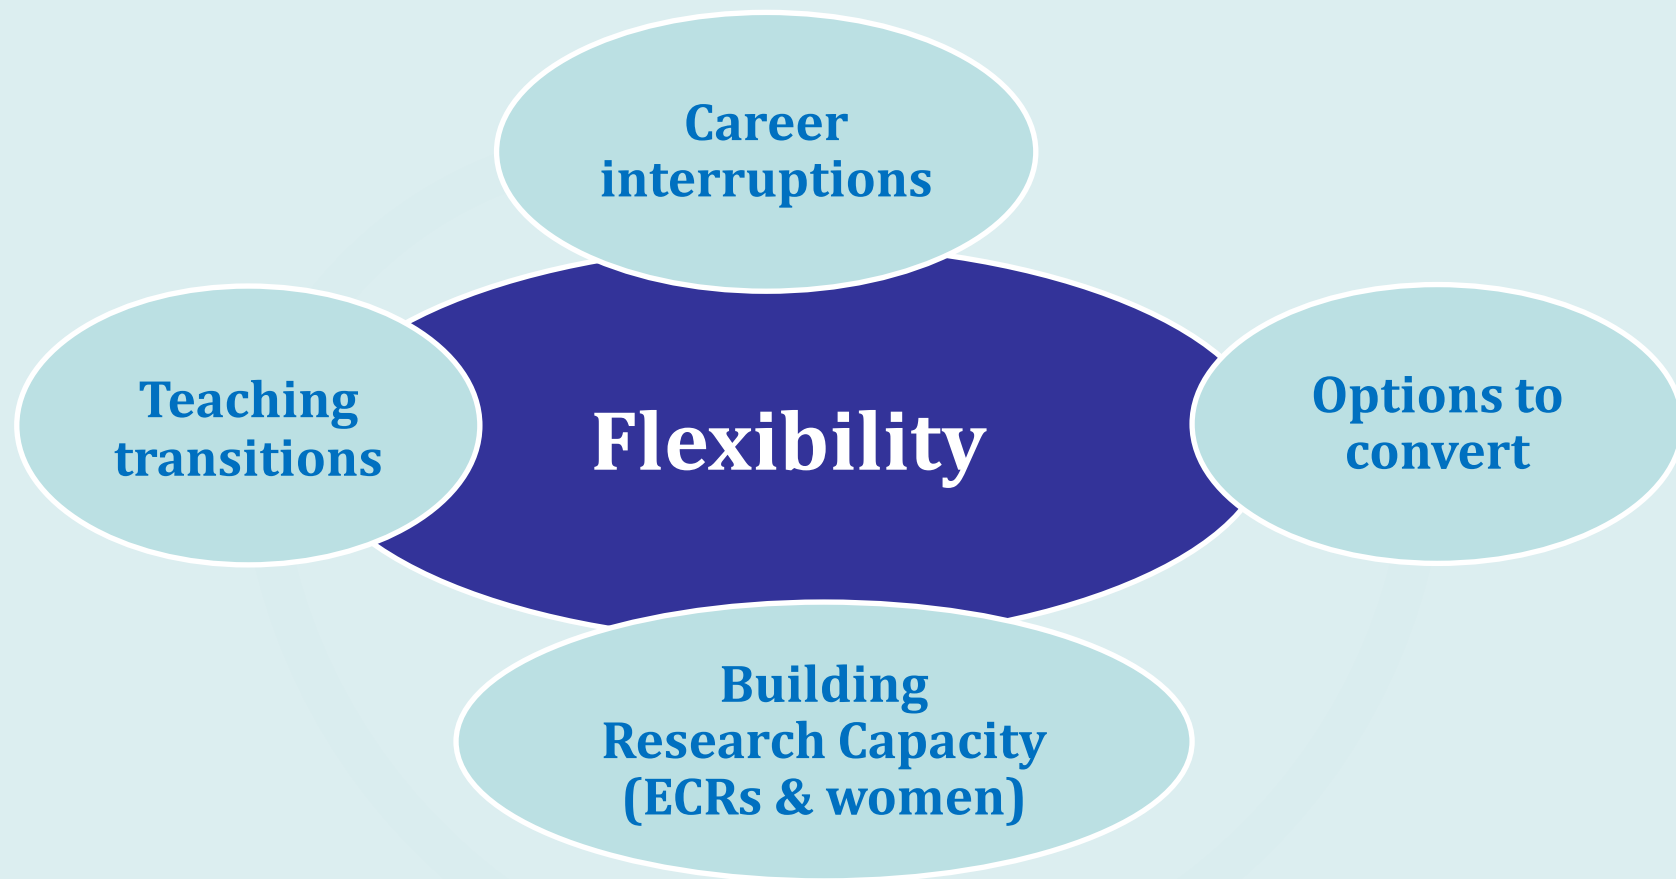 Career
interruptions
Teaching
transitions
Flexibility
Options to
convert
Building
Research Capacity
(ECRs & women)